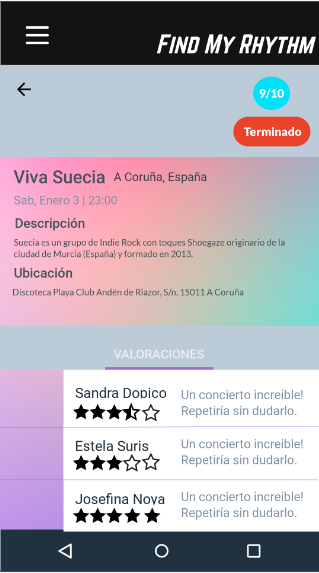 FIND MY RHYTHM
9/10
Terminado
Viva Suecia A Coruña, España
Sab, Enero 3 | 23:00
Descripción
Suecia es un grupo de Indie Rock con toques Shoegaze originario de la
ciudad de Murcia (España) y formado en 2013.
Ubicación
Discoteca Playa Club Andén de Riazor, S/n, 15011 A Coruña
VALORACIONES
Sandra Dopico
Un concierto increible!
Repetiría sin dudarlo.
Estela Suris
Un concierto increible!
Repetiría sin dudarlo.
Josefina Noya
Un concierto increible!
Repetiría sin dudarlo.